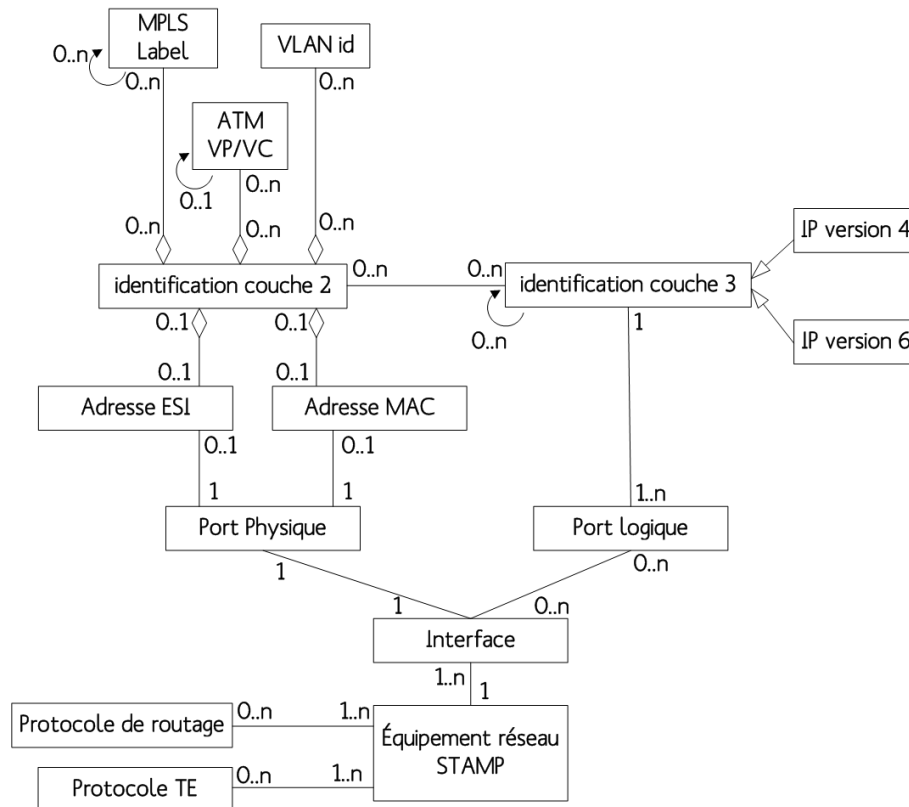 MPLS
Label
VLAN id
0..n
0..n
0..n
ATM
VP/VC
0..1
0..n
0..n
0..n
0..n
identification couche 2
0..n
0..n
identification couche 3
IP version 4
IP version 6
0..1
0..1
0..n
1
0..1
0..1
Adresse ESI
Adresse MAC
0..1
0..1
1
1
1..n
Port Physique
Port logique
1
0..n
1
0..n
Interface
1..n
1
Protocole de routage
0..n
1..n
Équipement réseau
STAMP
Protocole TE
0..n
1..n